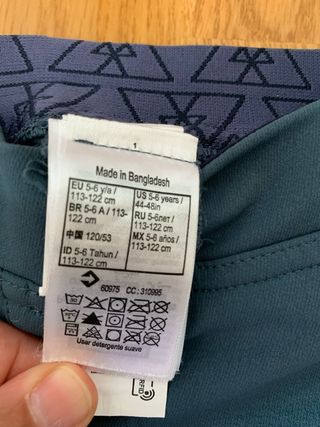 1
Made in Bangladesh
EU 5-6 y/a /
113-122 cm
BR 5-6 A / 113-
122 cm
中国 120/53
ID 5-6 Tahun /
113-122 cm
US 5-6 years /
44-48in
RU 5-6лет /
113-122 cm
MX 5-6 años /
113-122 cm
60975 CC: 310995
User detergente suave
RFID